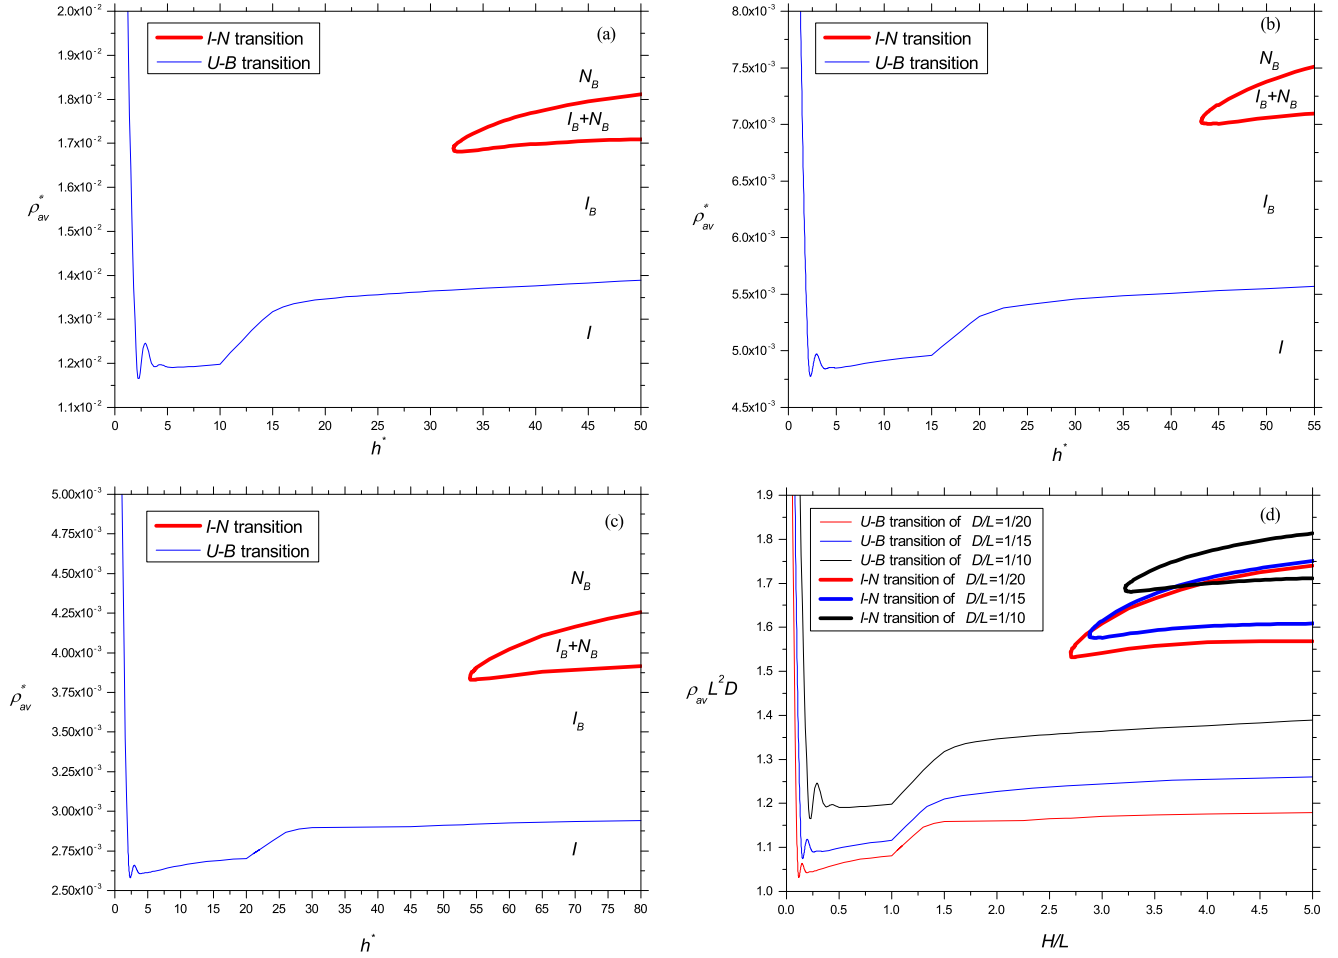 (a)
I-N transition
U-B transition
2.0x10⁻²
1.9x10⁻²
1.8x10⁻²
1.7x10⁻²
1.6x10⁻²
1.5x10⁻²
1.4x10⁻²
1.3x10⁻²
1.2x10⁻²
1.1x10⁻²
ρ*av
N_B
I_B+N_B
I_B
I
0 5 10 15 20 25 30 35 40 45 50
h*
(b)
I-N transition
U-B transition
8.0x10⁻³
7.5x10⁻³
7.0x10⁻³
6.5x10⁻³
6.0x10⁻³
5.5x10⁻³
5.0x10⁻³
4.5x10⁻³
ρ*av
N_B
I_B+N_B
I_B
I
0 5 10 15 20 25 30 35 40 45 50 55
h*
(c)
I-N transition
U-B transition
5.00x10⁻³
4.75x10⁻³
4.50x10⁻³
4.25x10⁻³
4.00x10⁻³
3.75x10⁻³
3.50x10⁻³
3.25x10⁻³
3.00x10⁻³
2.75x10⁻³
2.50x10⁻³
ρ*av
N_B
I_B+N_B
I_B
I
0 5 10 15 20 25 30 35 40 45 50 55 60 65 70 75 80
h*
(d)
U-B transition of D/L=1/20
U-B transition of D/L=1/15
U-B transition of D/L=1/10
I-N transition of D/L=1/20
I-N transition of D/L=1/15
I-N transition of D/L=1/10
1.9
1.8
1.7
1.6
1.5
1.4
1.3
1.2
1.1
1.0
ρ_av L²D
0.0 0.5 1.0 1.5 2.0 2.5 3.0 3.5 4.0 4.5 5.0
H/L